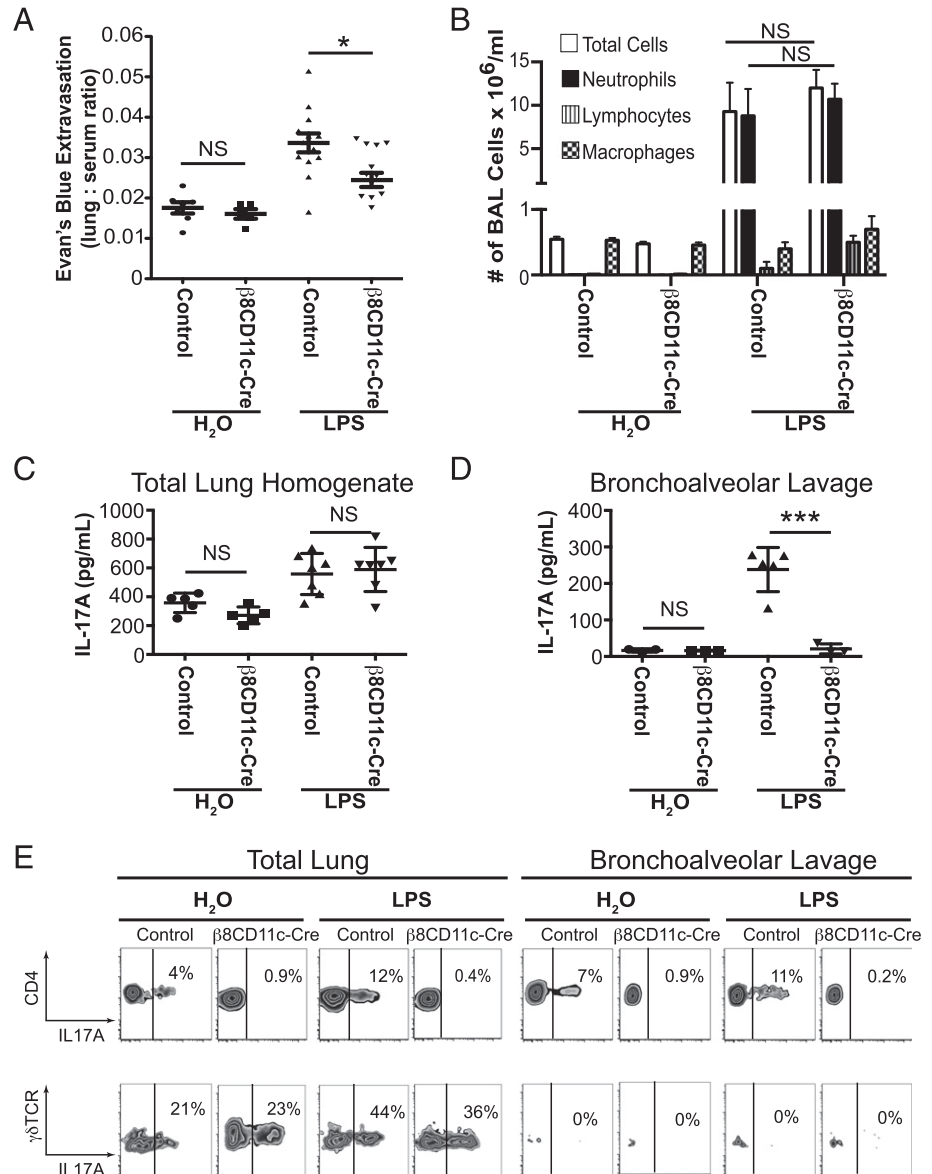 A
Evan's Blue Extravasation
(lung : serum ratio)
0.06
0.05
0.04
0.03
0.02
0.01
0
NS
*
Control
β8CD11c-Cre
Control
β8CD11c-Cre
H2O
LPS
B
# of BAL Cells x 10^6/ml
15
10
5
1
0
Total Cells
Neutrophils
Lymphocytes
Macrophages
NS
NS
Control
β8CD11c-Cre
Control
β8CD11c-Cre
H2O
LPS
C
Total Lung Homogenate
IL-17A (pg/mL)
1000
800
600
400
200
0
NS
NS
Control
β8CD11c-Cre
Control
β8CD11c-Cre
H2O
LPS
D
Bronchoalveolar Lavage
IL-17A (pg/mL)
400
300
200
100
0
NS
***
Control
β8CD11c-Cre
Control
β8CD11c-Cre
H2O
LPS
E
Total Lung
Bronchoalveolar Lavage
H2O
LPS
H2O
LPS
Control
β8CD11c-Cre
Control
β8CD11c-Cre
Control
β8CD11c-Cre
Control
β8CD11c-Cre
CD4
IL17A
4%
0.9%
12%
0.4%
7%
0.9%
11%
0.2%
γδTCR
IL17A
21%
23%
44%
36%
0%
0%
0%
0%